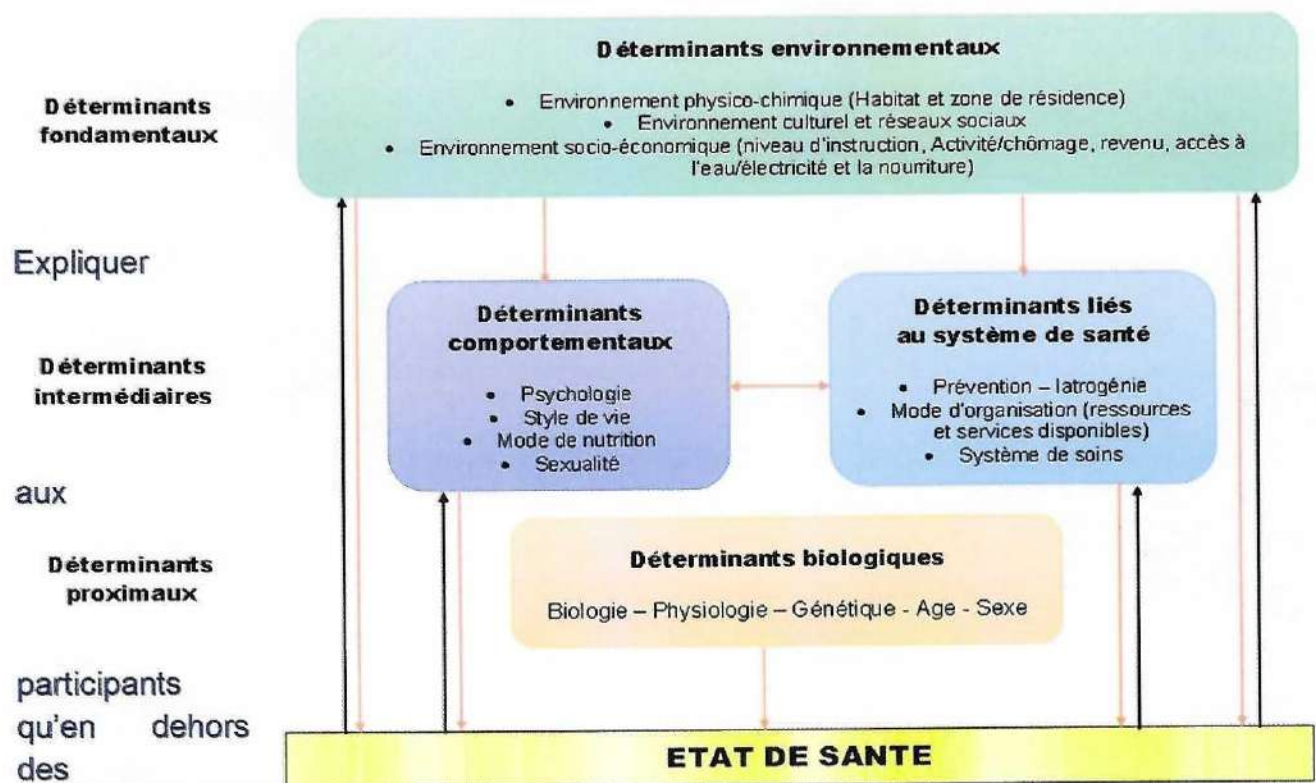 Déterminants environnementaux
• Environnement physico-chimique (Habitat et zone de résidence)
• Environnement culturel et réseaux sociaux
• Environnement socio-économique (niveau d'instruction, Activité/chômage, revenu, accès à
l'eau/électricité et la nourriture)
Déterminants
fondamentaux
Expliquer
Déterminants
comportementaux
• Psychologie
• Style de vie
• Mode de nutrition
• Sexualité
Déterminants liés
au système de santé
• Prévention – Iatrogénie
• Mode d'organisation (ressources
et services disponibles)
• Système de soins
Déterminants
intermédiaires
aux
Déterminants
proximaux
Déterminants biologiques
Biologie – Physiologie – Génétique - Age - Sexe
participants
qu'en dehors
des
ETAT DE SANTE